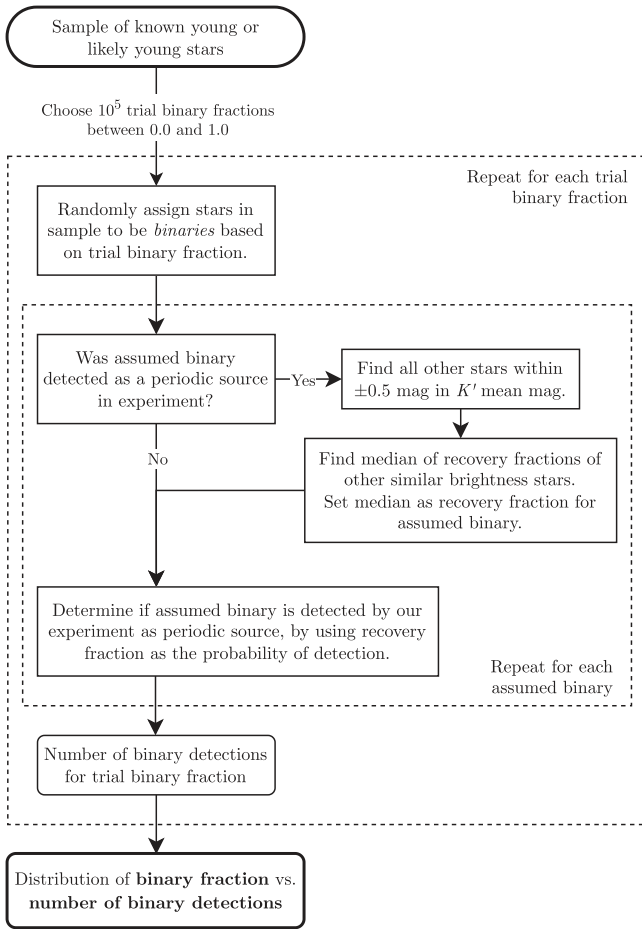 Sample of known young or
likely young stars
Choose 10⁵ trial binary fractions
between 0.0 and 1.0
Repeat for each trial
binary fraction
Randomly assign stars in
sample to be binaries based
on trial binary fraction.
Was assumed binary
detected as a periodic source
in experiment?
Yes
Find all other stars within
±0.5 mag in K′ mean mag.
No
Find median of recovery fractions of
other similar brightness stars.
Set median as recovery fraction for
assumed binary.
Determine if assumed binary is detected by our
experiment as periodic source, by using recovery
fraction as the probability of detection.
Repeat for each
assumed binary
Number of binary detections
for trial binary fraction
Distribution of binary fraction vs.
number of binary detections